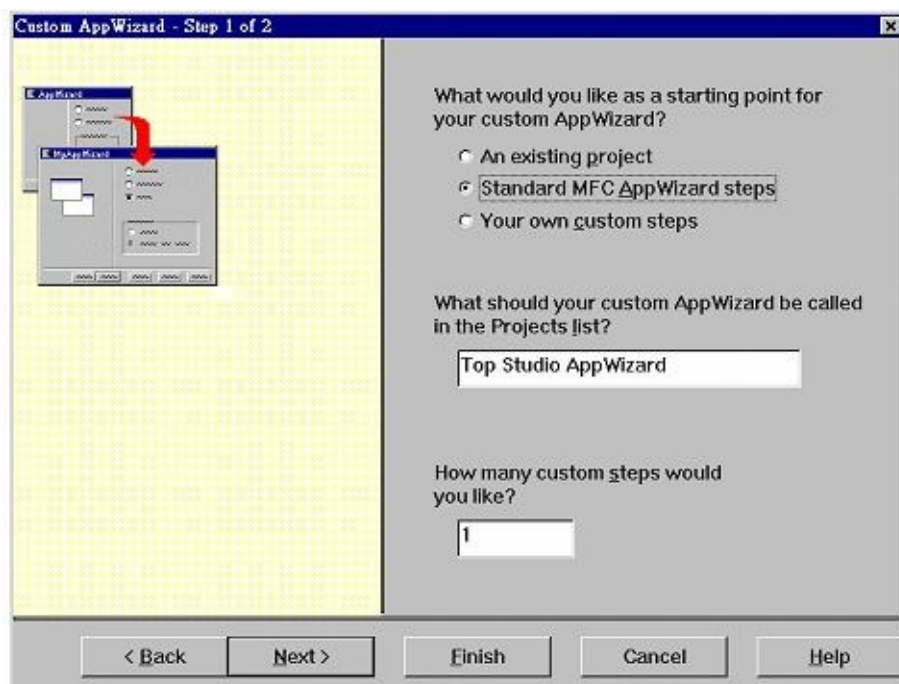 Custom AppWizard - Step 1 of 2
AppWizard
MyAppWizard
What would you like as a starting point for
your custom AppWizard?
An existing project
Standard MFC AppWizard steps
Your own custom steps
What should your custom AppWizard be called
in the Projects list?
Top Studio AppWizard
How many custom steps would
you like?
1
< Back
Next >
Finish
Cancel
Help